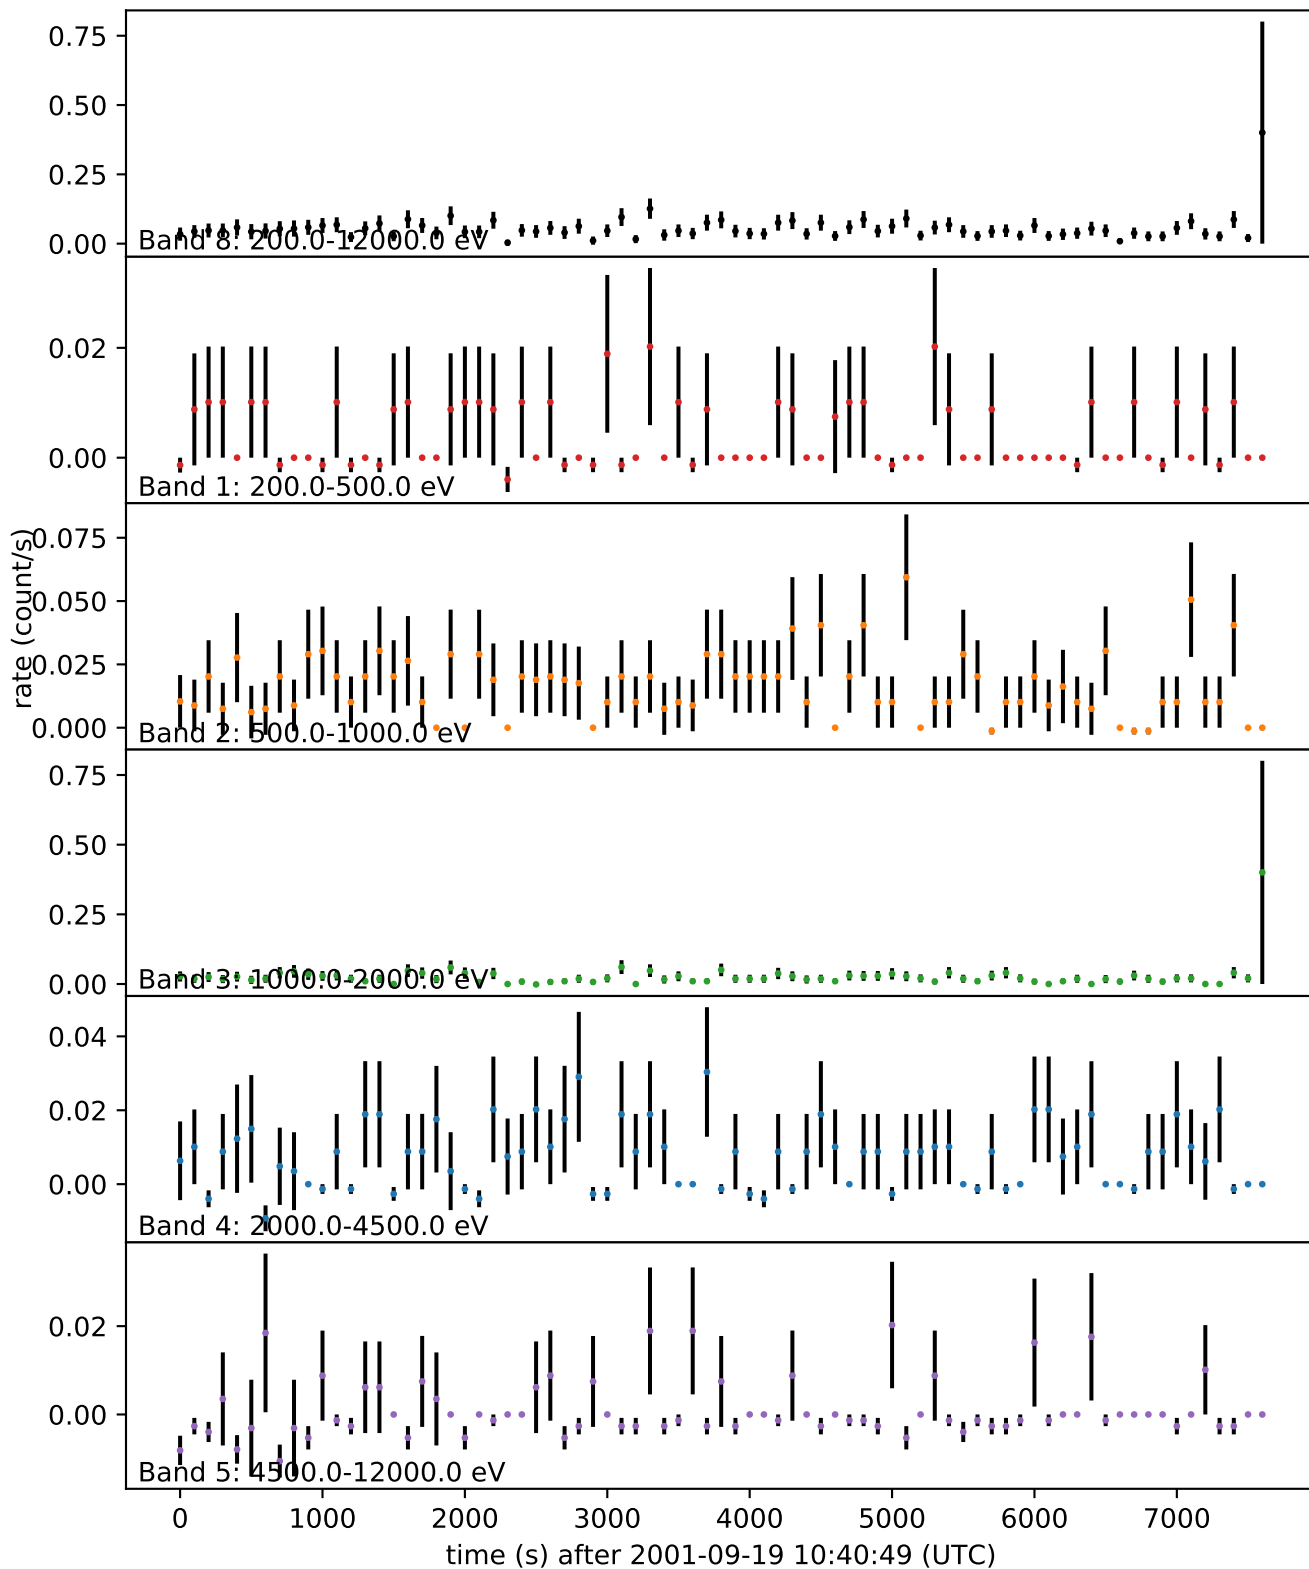 0.75
0.50
0.25
0.00
Band 8: 200.0-12000.0 eV
0.02
0.00
Band 1: 200.0-500.0 eV
rate (count/s)
0.075
0.050
0.025
0.000
Band 2: 500.0-1000.0 eV
0.75
0.50
0.25
0.00
Band 3: 1000.0-2000.0 eV
0.04
0.02
0.00
Band 4: 2000.0-4500.0 eV
0.02
0.00
Band 5: 4500.0-12000.0 eV
0 1000 2000 3000 4000 5000 6000 7000
time (s) after 2001-09-19 10:40:49 (UTC)